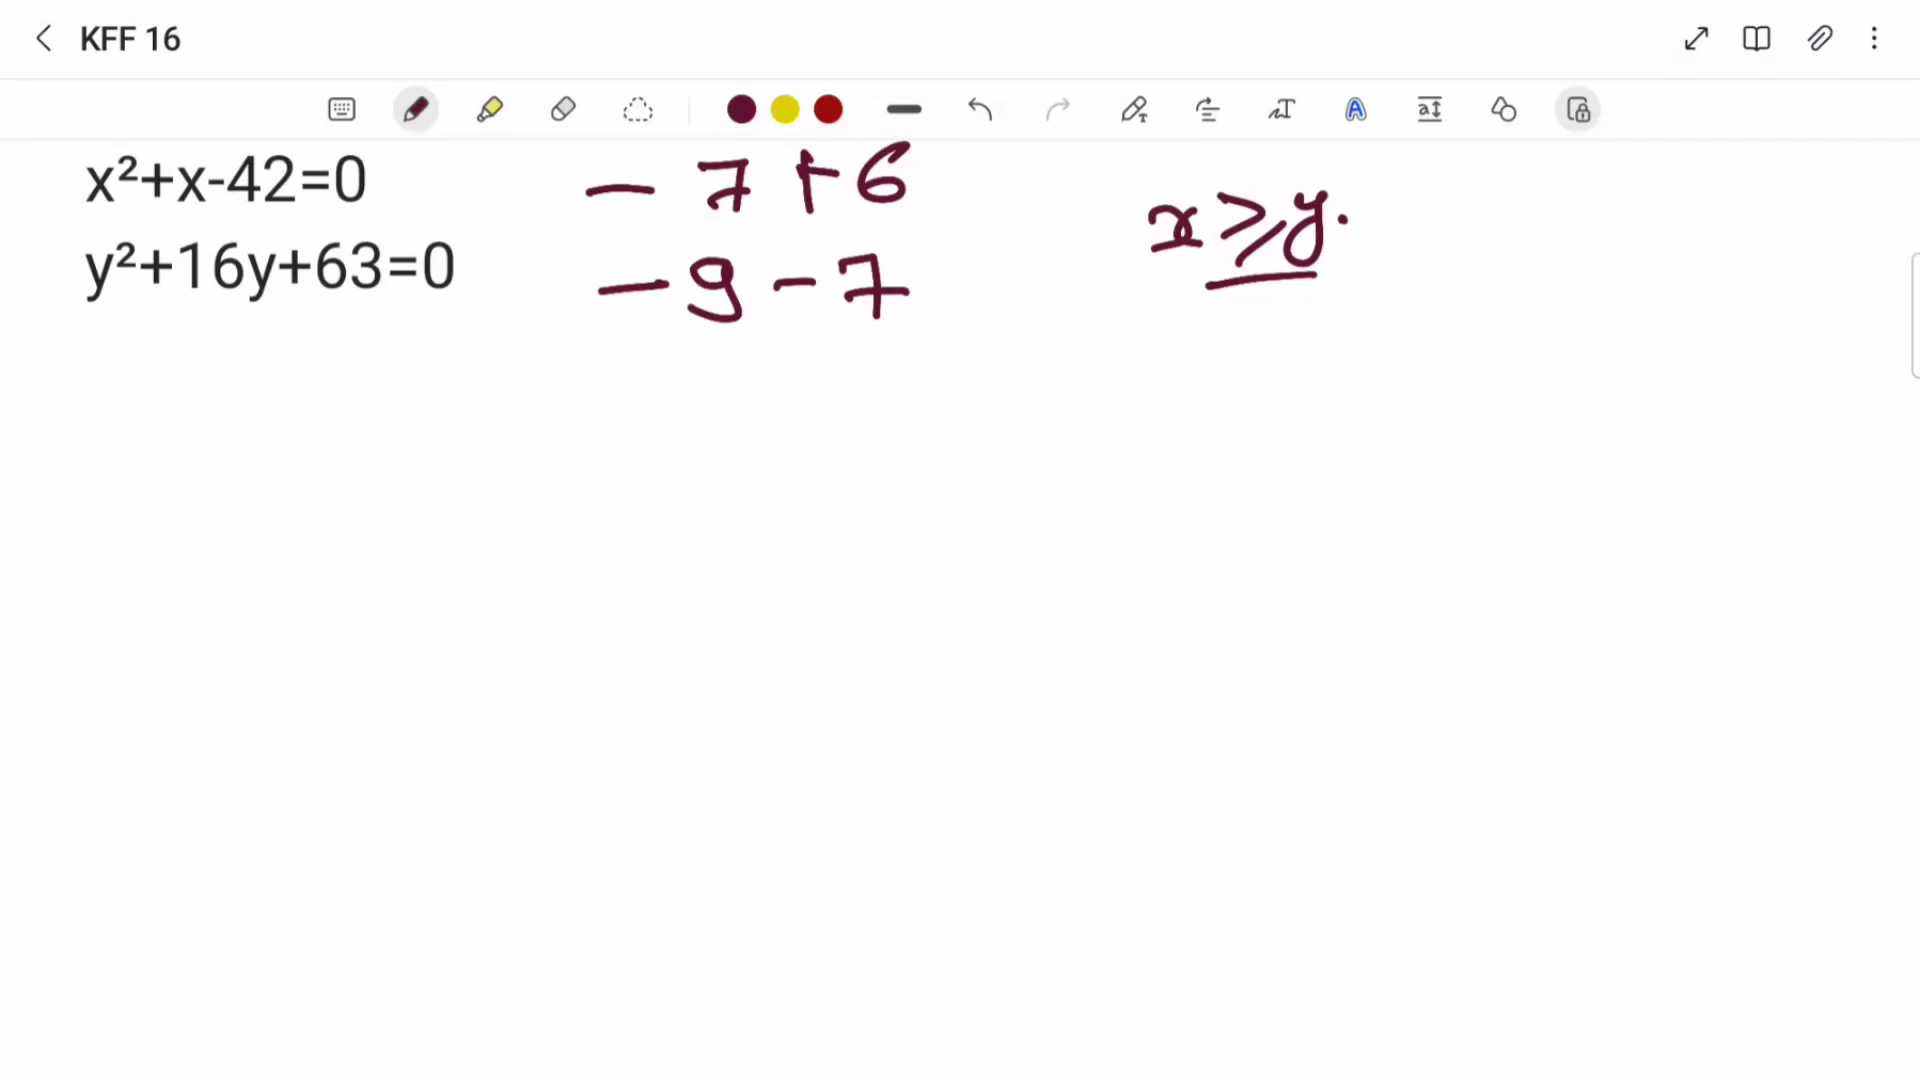 KFF 16
x²+x-42=0
- 7 + 6
y²+16y+63=0
- 9 - 7
x ≥ y.